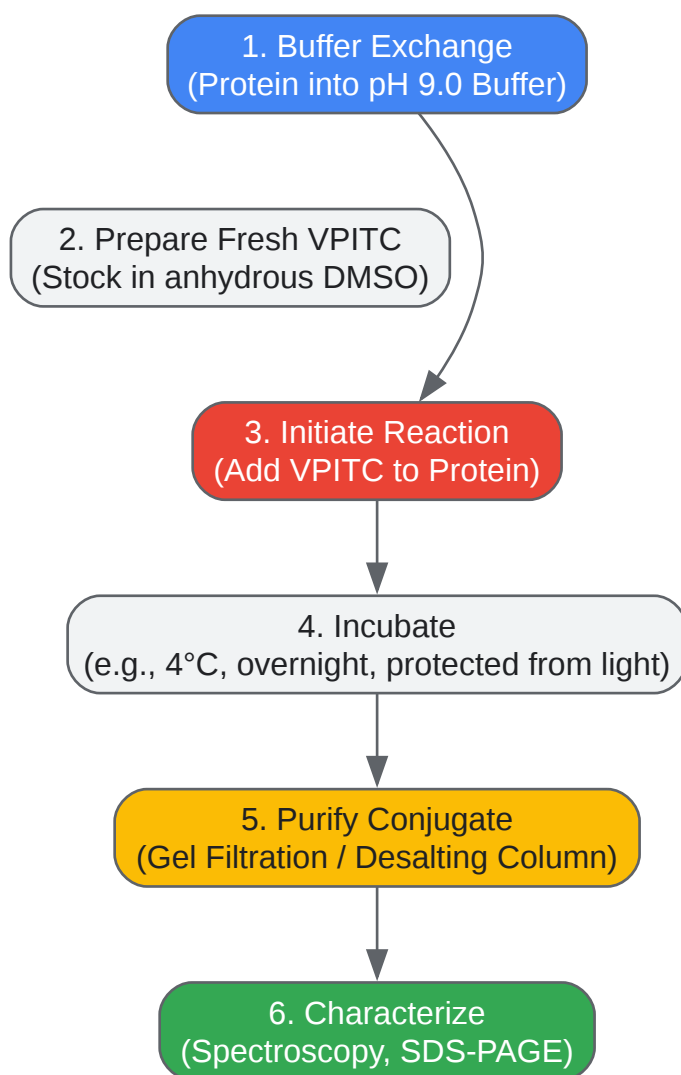 1. Buffer Exchange
(Protein into pH 9.0 Buffer)
2. Prepare Fresh VPITC
(Stock in anhydrous DMSO)
3. Initiate Reaction
(Add VPITC to Protein)
4. Incubate
(e.g., 4°C, overnight, protected from light)
5. Purify Conjugate
(Gel Filtration / Desalting Column)
6. Characterize
(Spectroscopy, SDS-PAGE)